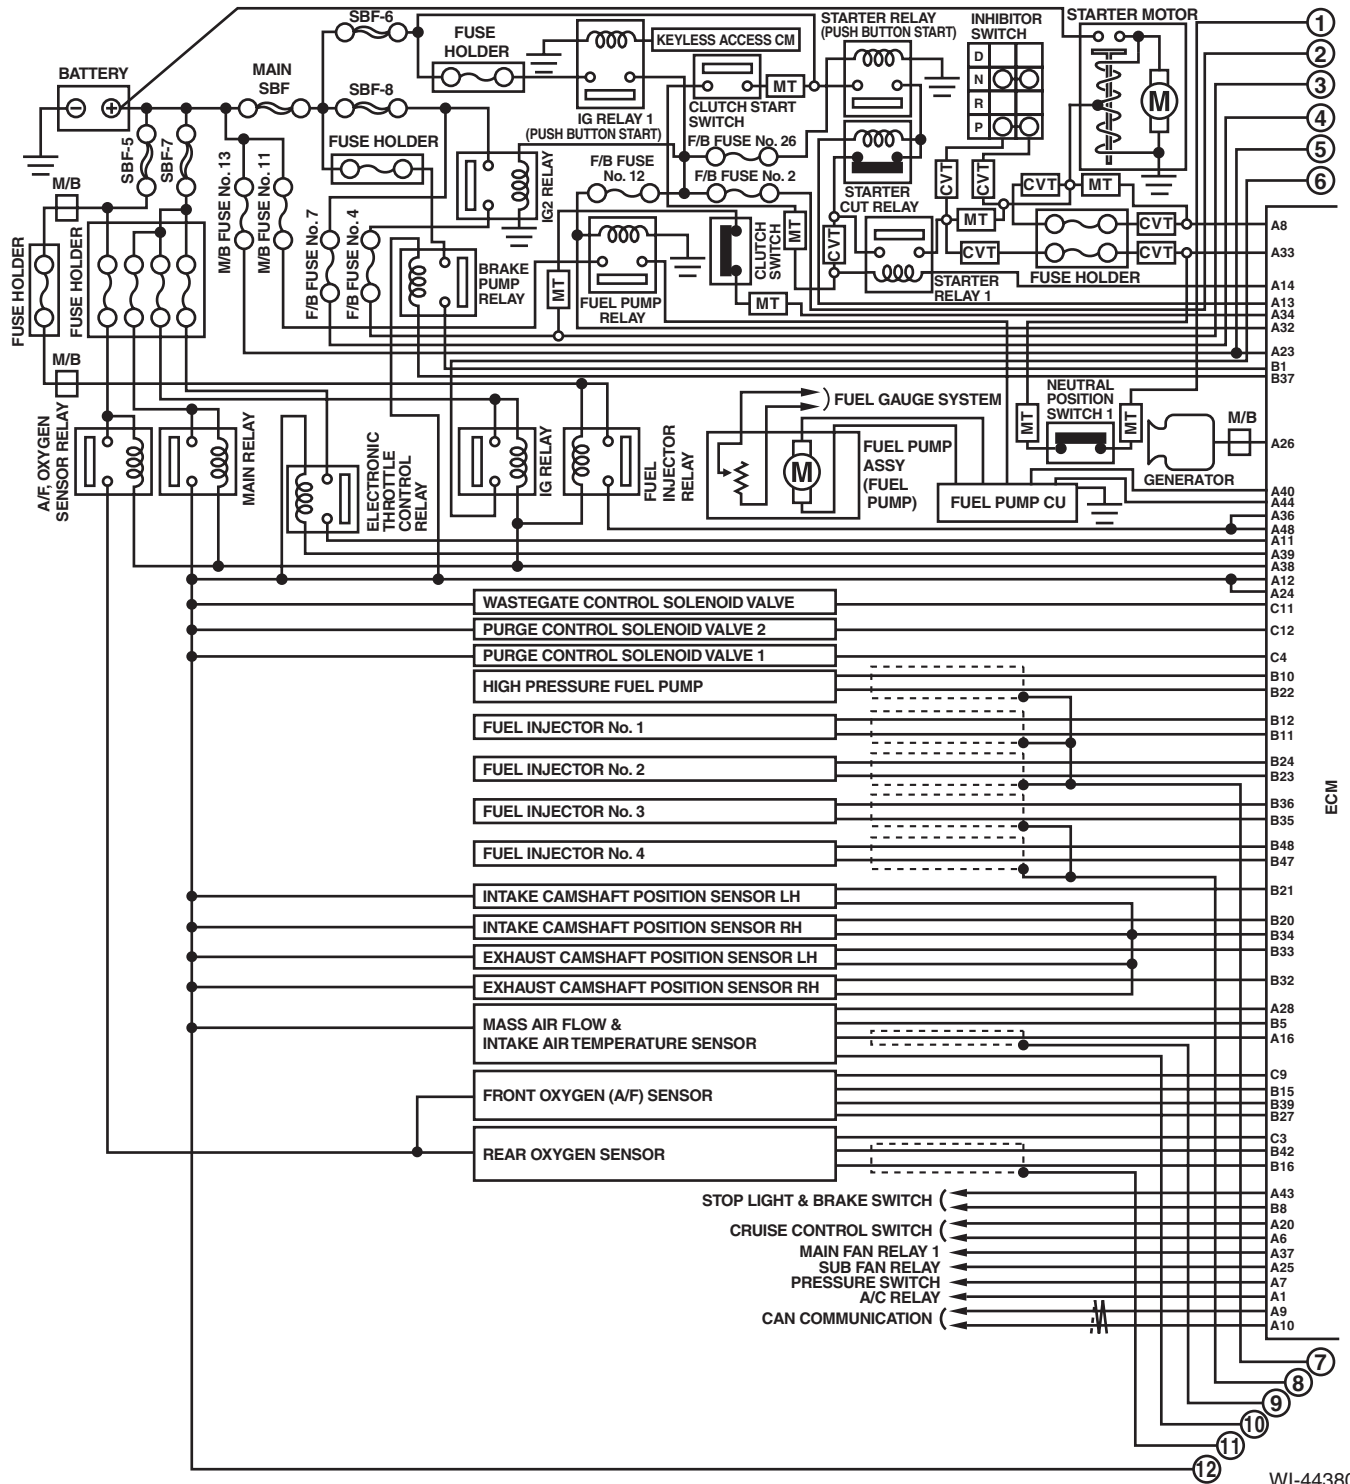 SBF-6
FUSE
HOLDER
KEYLESS ACCESS CM
STARTER RELAY
(PUSH BUTTON START)
INHIBITOR
SWITCH
STARTER MOTOR
1
2
3
4
5
6
BATTERY
MAIN
SBF
SBF-8
IG RELAY 1
(PUSH BUTTON START)
CLUTCH START
SWITCH
MT
D
N
R
P
M
FUSE HOLDER
F/B FUSE
No. 12
F/B FUSE No. 26
F/B FUSE No. 2
STARTER
CUT RELAY
CVT
CVT
CVT
MT
SBF-5
SBF-7
M/B FUSE No. 13
M/B FUSE No. 11
F/B FUSE No. 7
F/B FUSE No. 4
IG2 RELAY
M/B
FUSE HOLDER
FUSE HOLDER
BRAKE
PUMP
RELAY
MT
FUEL PUMP
RELAY
CLUTCH
SWITCH
MT
MT
CVT
MT
CVT
STARTER
RELAY 1
CVT
CVT
FUSE HOLDER
A8
A33
A14
A13
A34
A32
A23
B1
B37
M/B
A/F, OXYGEN
SENSOR RELAY
MAIN RELAY
ELECTRONIC
THROTTLE
CONTROL
RELAY
IG RELAY
FUEL
INJECTOR
RELAY
FUEL GAUGE SYSTEM
M
FUEL PUMP
ASSY
(FUEL
PUMP)
FUEL PUMP CU
NEUTRAL
POSITION
SWITCH 1
MT
MT
GENERATOR
M/B
A26
A40
A44
A36
A48
A11
A39
A38
A12
A24
WASTEGATE CONTROL SOLENOID VALVE
C11
PURGE CONTROL SOLENOID VALVE 2
C12
PURGE CONTROL SOLENOID VALVE 1
C4
HIGH PRESSURE FUEL PUMP
B10
B22
FUEL INJECTOR No. 1
B12
B11
FUEL INJECTOR No. 2
B24
B23
FUEL INJECTOR No. 3
B36
B35
ECM
FUEL INJECTOR No. 4
B48
B47
INTAKE CAMSHAFT POSITION SENSOR LH
B21
INTAKE CAMSHAFT POSITION SENSOR RH
B20
B34
EXHAUST CAMSHAFT POSITION SENSOR LH
B33
EXHAUST CAMSHAFT POSITION SENSOR RH
B32
MASS AIR FLOW &
INTAKE AIR TEMPERATURE SENSOR
A28
B5
A16
FRONT OXYGEN (A/F) SENSOR
C9
B15
B39
B27
REAR OXYGEN SENSOR
C3
B42
B16
STOP LIGHT & BRAKE SWITCH
A43
B8
CRUISE CONTROL SWITCH
A20
A6
MAIN FAN RELAY 1
A37
SUB FAN RELAY
A25
PRESSURE SWITCH
A7
A/C RELAY
A1
CAN COMMUNICATION
A9
A10
7
8
9
10
11
12
WI-44380